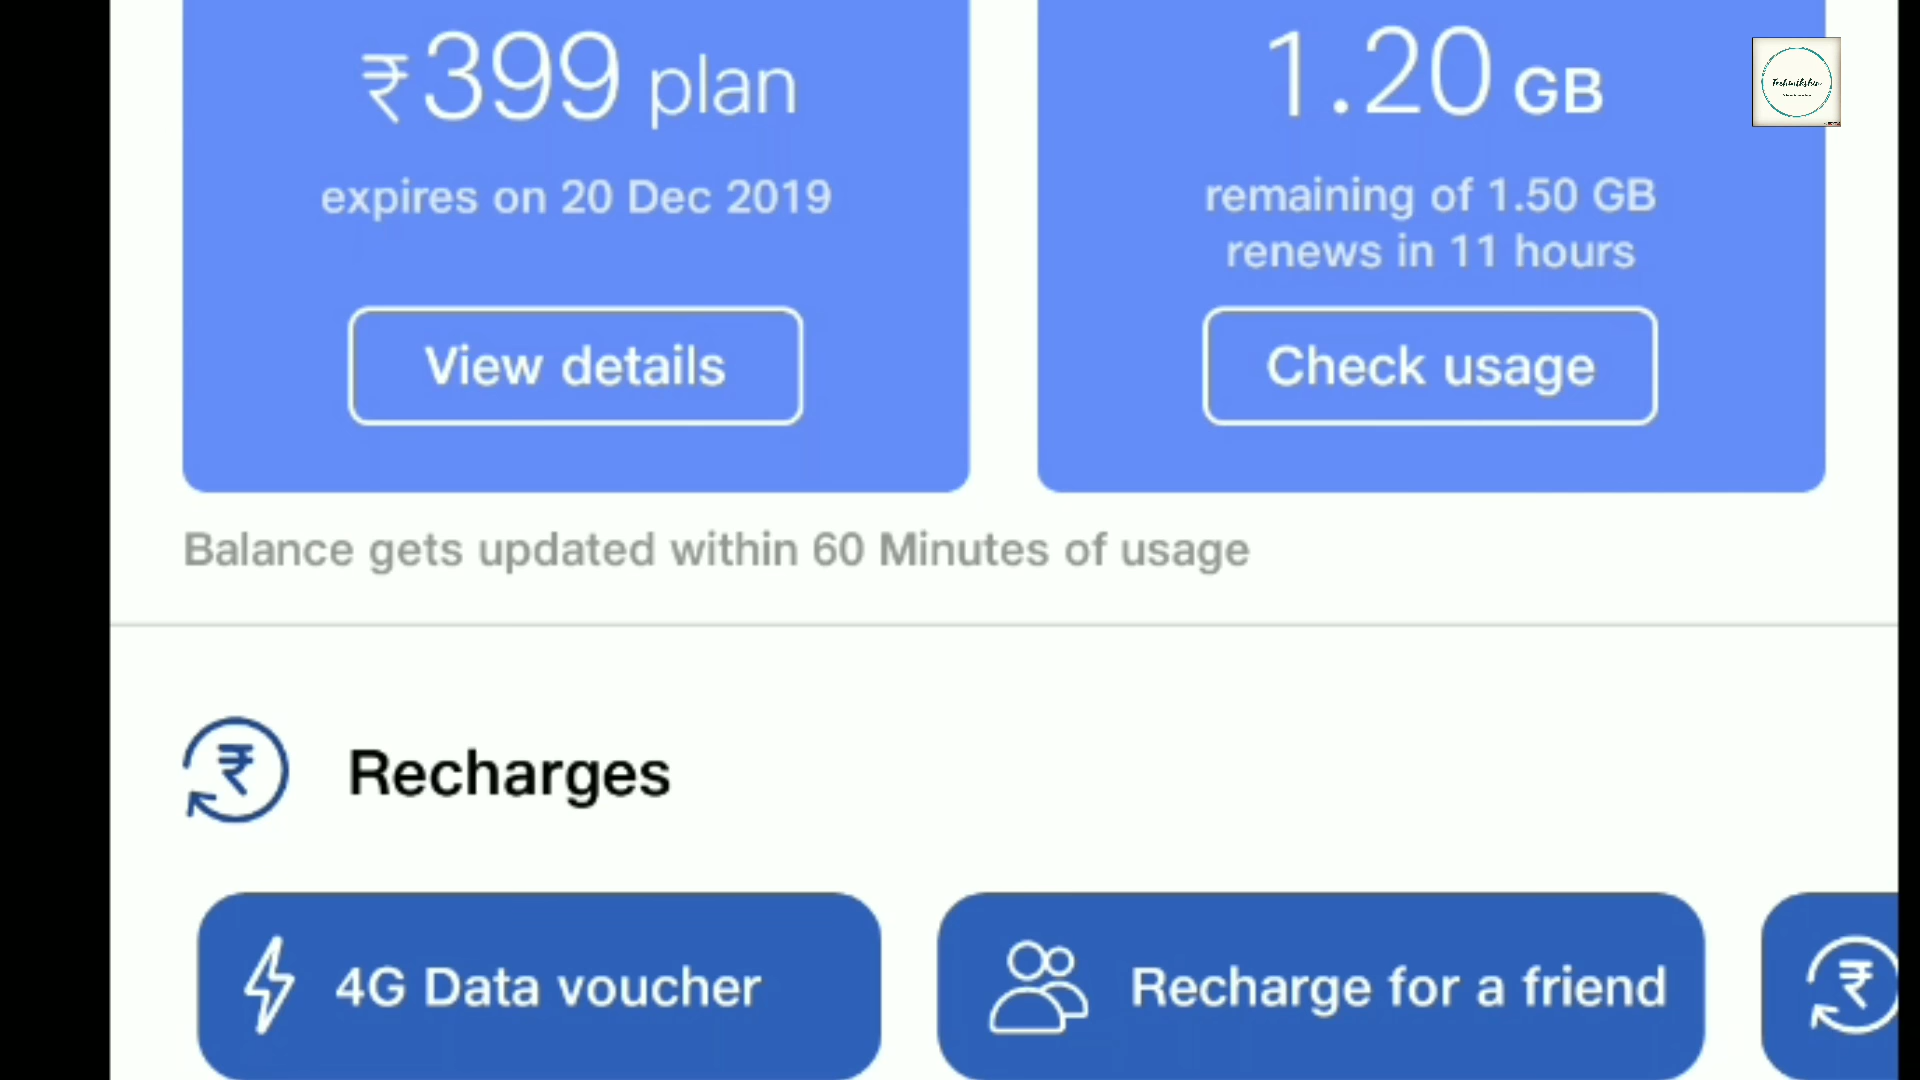 ₹399 plan
expires on 20 Dec 2019
View details
1.20 GB
remaining of 1.50 GB
renews in 11 hours
Check usage
Balance gets updated within 60 Minutes of usage
Recharges
4G Data voucher
Recharge for a friend